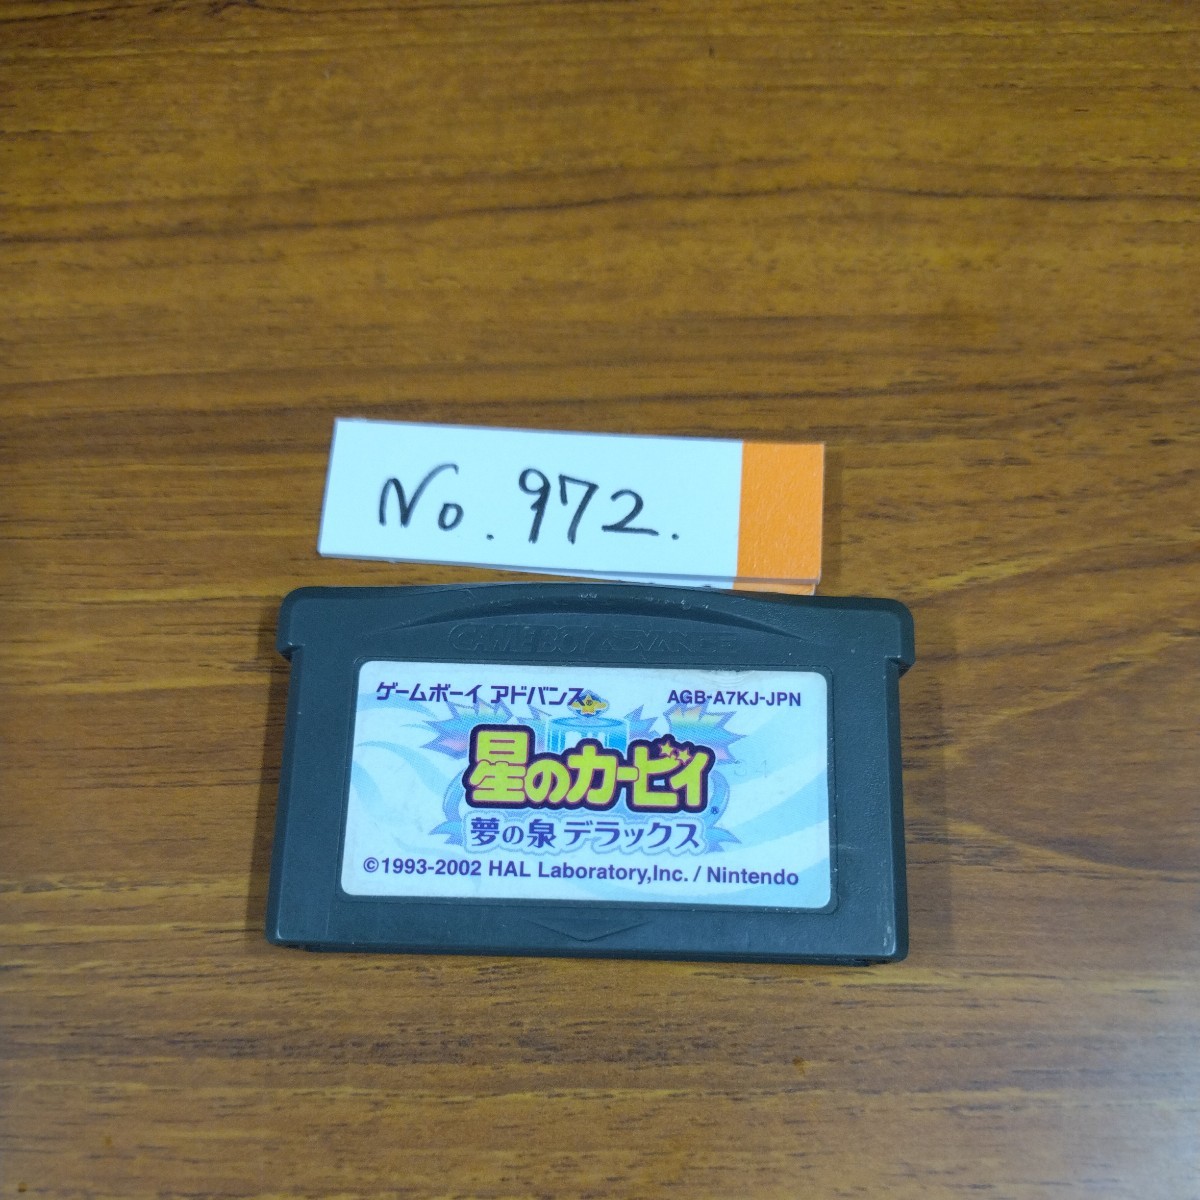 No. 972.
GAME BOY ADVANCE
ゲームボーイ アドバンス AGB-A7KJ-JPN
星のカービィ®
夢の泉デラックス
©1993-2002 HAL Laboratory,Inc. / Nintendo